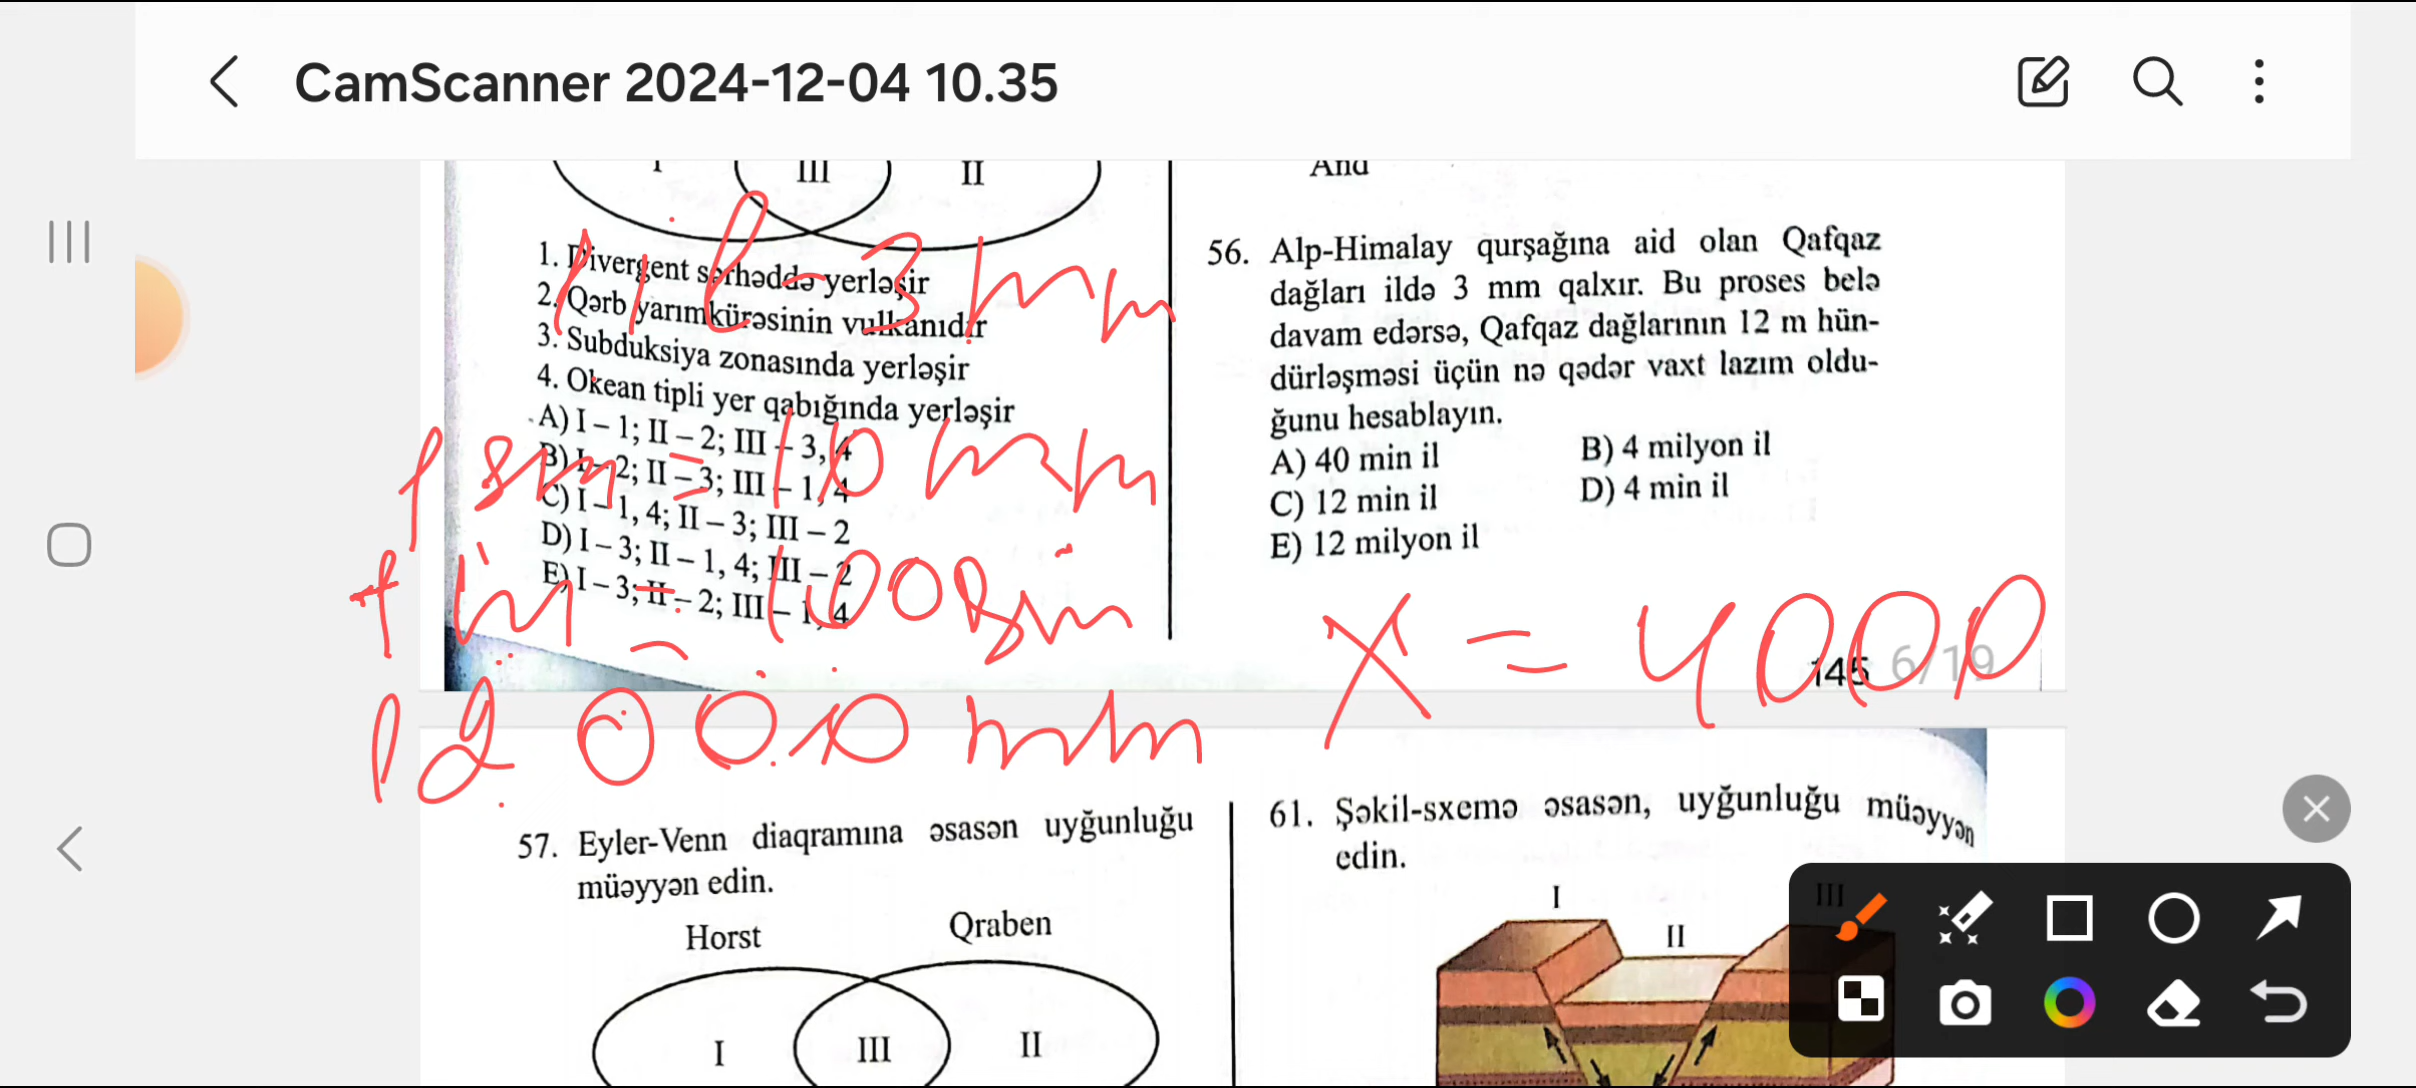 CamScanner 2024-12-04 10.35
I III II
1. Divergent sərhəddə yerləşir
2. Qərb yarımkürəsinin vulkanıdır
3. Subduksiya zonasında yerləşir
4. Okean tipli yer qabığında yerləşir
A) I – 1; II – 2; III – 3, 4
B) I – 2; II – 3; III – 1, 4
C) I – 1, 4; II – 3; III – 2
D) I – 3; II – 1, 4; III – 2
E) I – 3; II – 2; III – 1, 4
1 il – 3 mm
1 sm = 10 mm
1 m = 100 sm
12000 mm
And
56. Alp-Himalay qurşağına aid olan Qafqaz
dağları ildə 3 mm qalxır. Bu proses belə
davam edərsə, Qafqaz dağlarının 12 m hün-
dürləşməsi üçün nə qədər vaxt lazım oldu-
ğunu hesablayın.
A) 40 min il B) 4 milyon il
C) 12 min il D) 4 min il
E) 12 milyon il
x = 4000
145 6/19
57. Eyler-Venn diaqramına əsasən uyğunluğu
müəyyən edin.
Horst Qraben
I III II
61. Şəkil-sxemə əsasən, uyğunluğu müəyyən
edin.
I II III